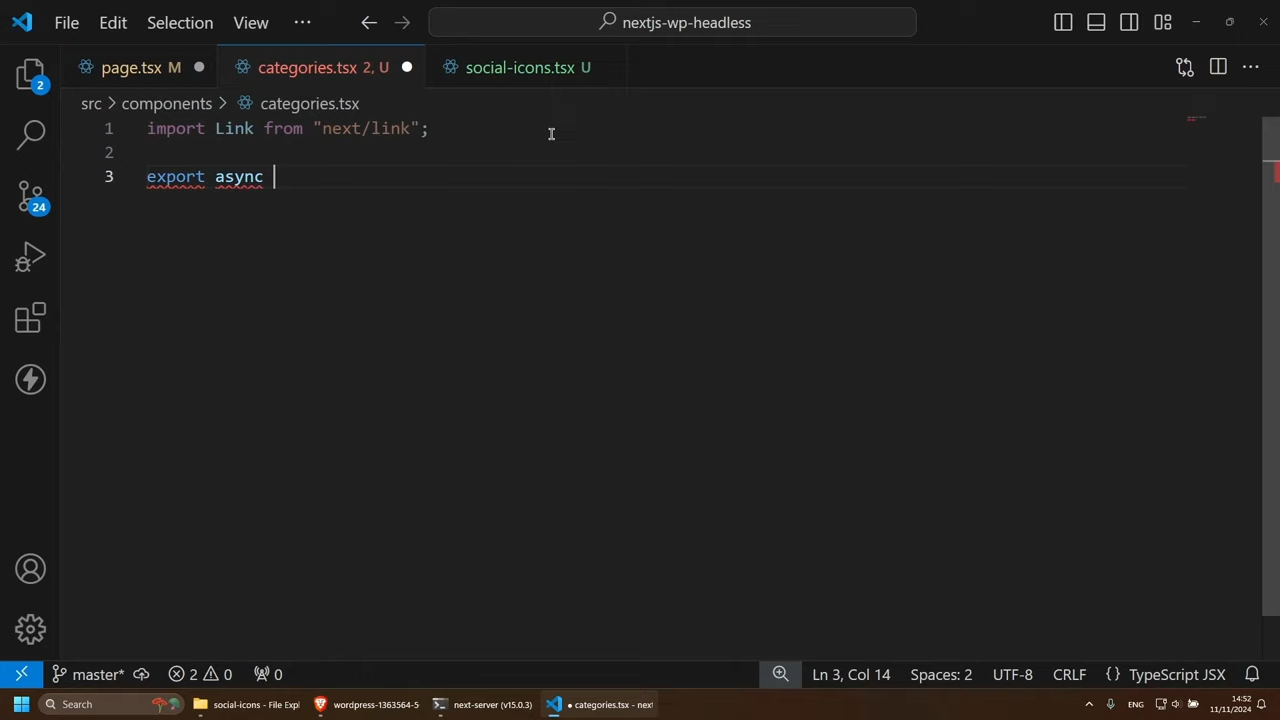 File Edit Selection View ··· nextjs-wp-headless
page.tsx M categories.tsx 2, U social-icons.tsx U
src > components > categories.tsx
1 import Link from "next/link";
2
3 export async
2
24
master* 2 0 0 Ln 3, Col 14 Spaces: 2 UTF-8 CRLF {} TypeScript JSX
Search social-icons - File Expl wordpress-1363564-5 next-server (v15.0.3) ● categories.tsx - next ENG 14:52
11/11/2024